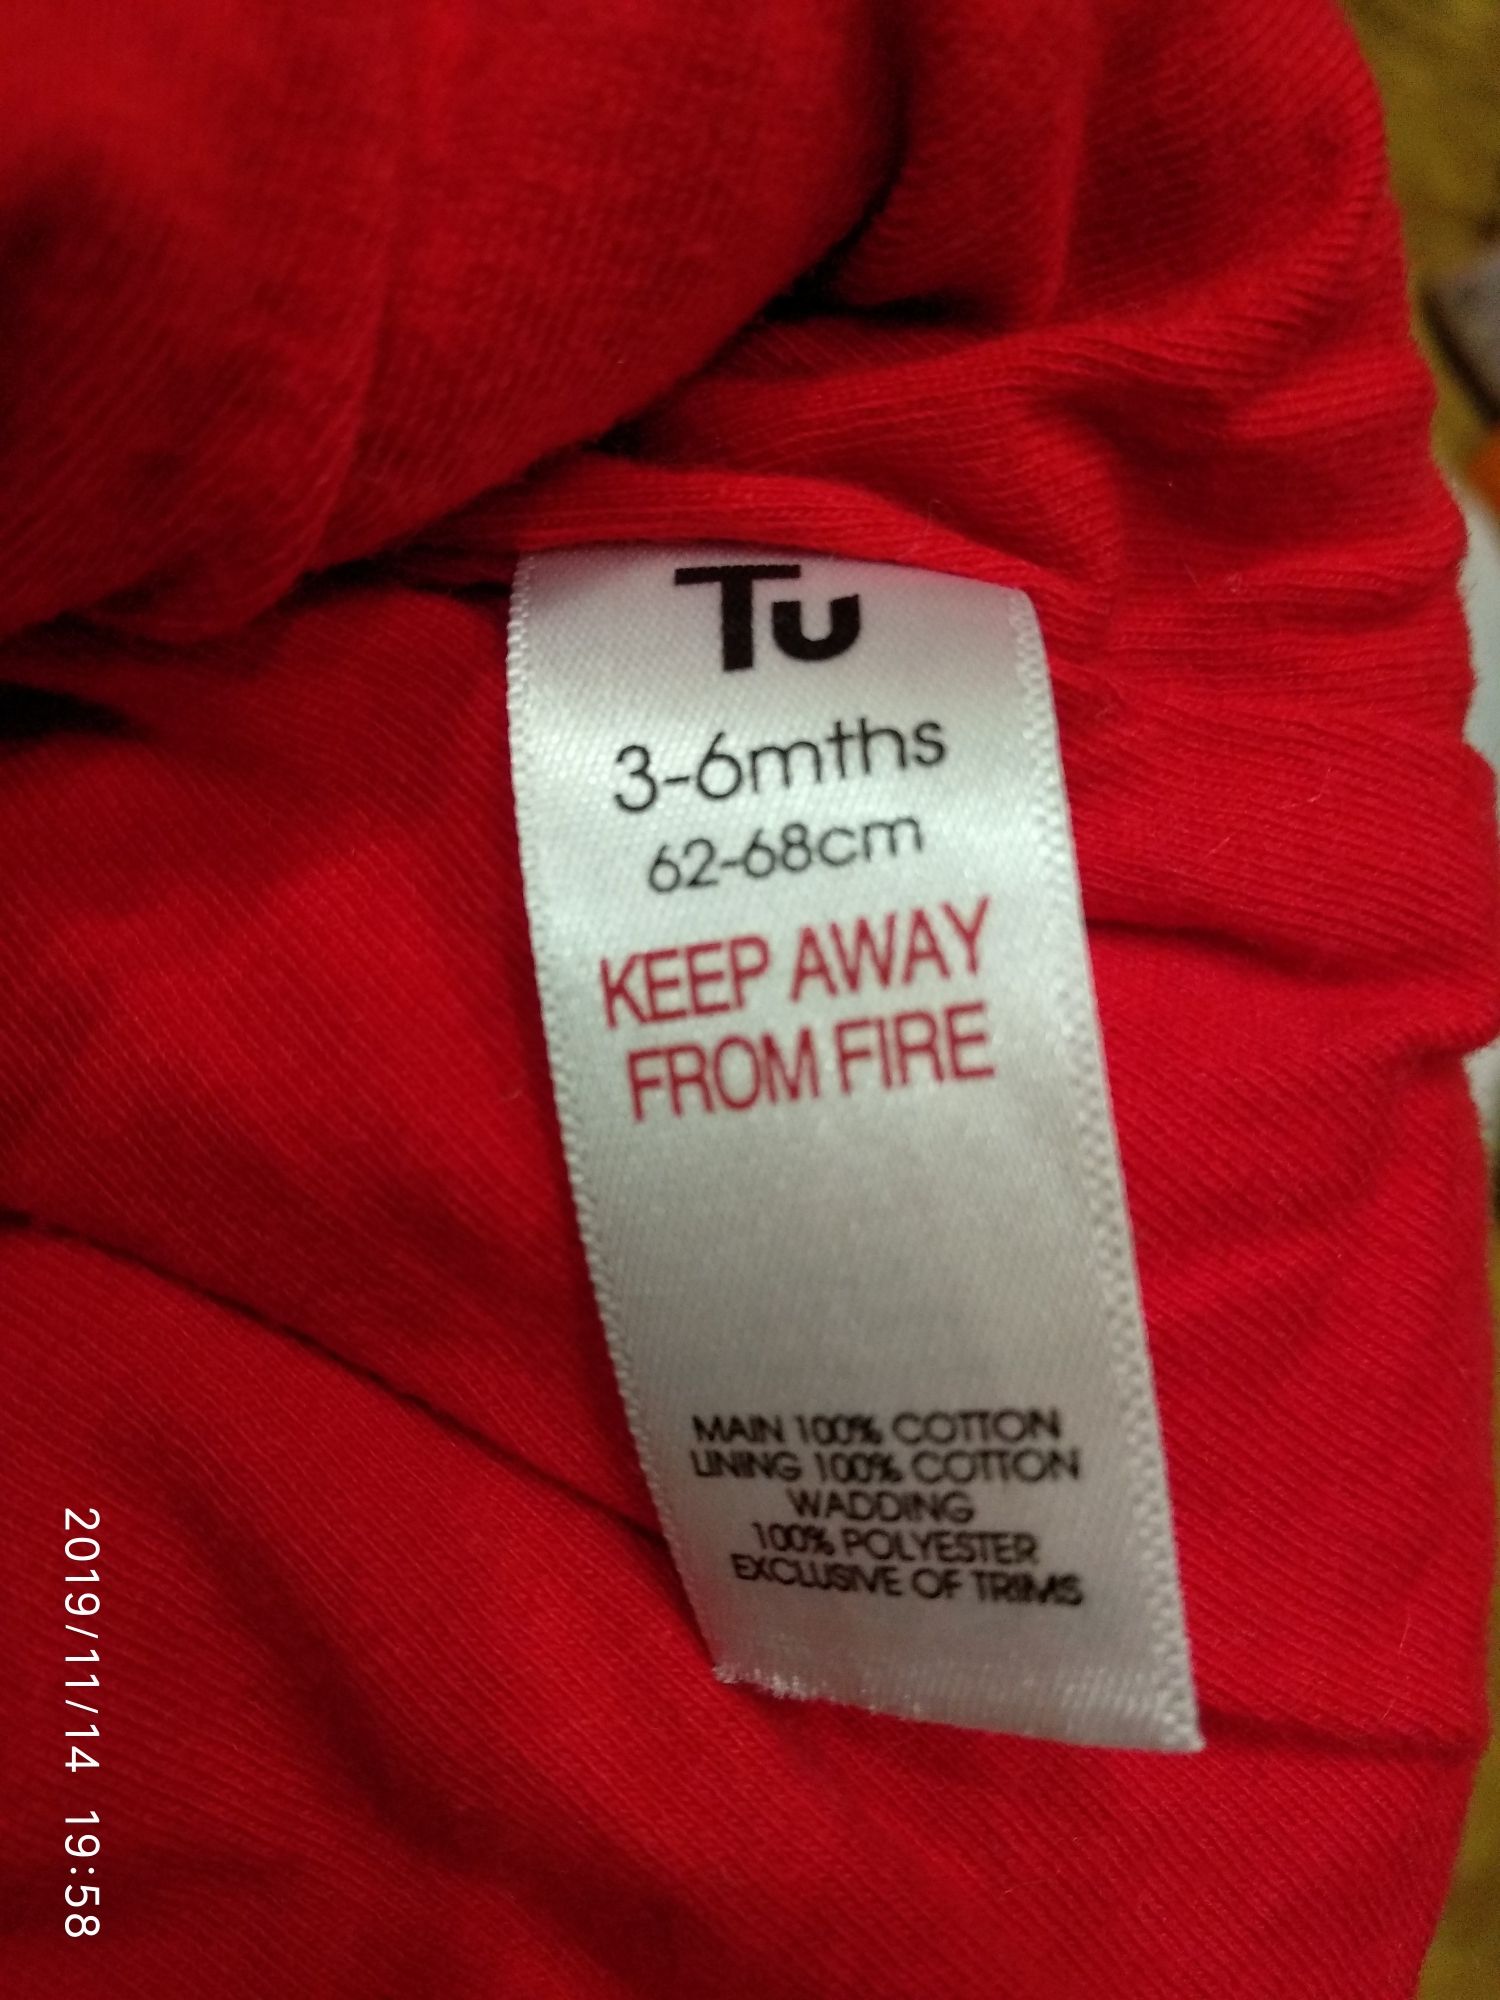 Tu
3-6mths
62-68cm
KEEP AWAY
FROM FIRE
MAIN 100% COTTON
LINING 100% COTTON
WADDING
100% POLYESTER
EXCLUSIVE OF TRIMS
2019/11/14 19:58